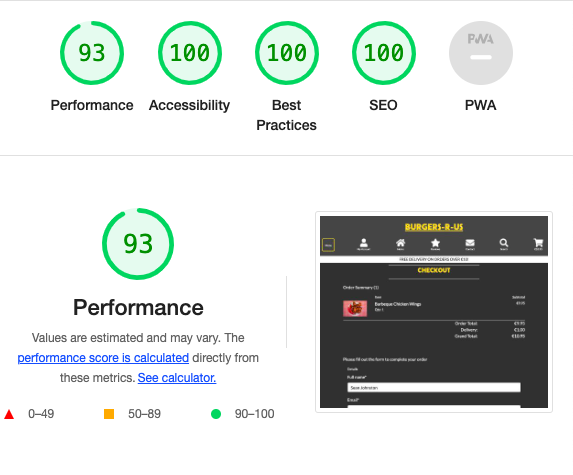 93
100
100
100
PWA
Performance
Accessibility
Best
Practices
SEO
PWA
93
Performance
Values are estimated and may vary. The
performance score is calculated directly from
these metrics. See calculator.
0–49
50–89
90–100
BURGERS-R-US
FREE DELIVERY ON ORDERS OVER €50!
CHECKOUT
Order Summary (1)
Item
Subtotal
Barbeque Chicken Wings
Qty: 1
€9.95
Order Total:
€9.95
Delivery:
€1.00
Grand Total:
€10.95
Please fill out the form to complete your order
Details
Full name*
Sean Johnston
Email*